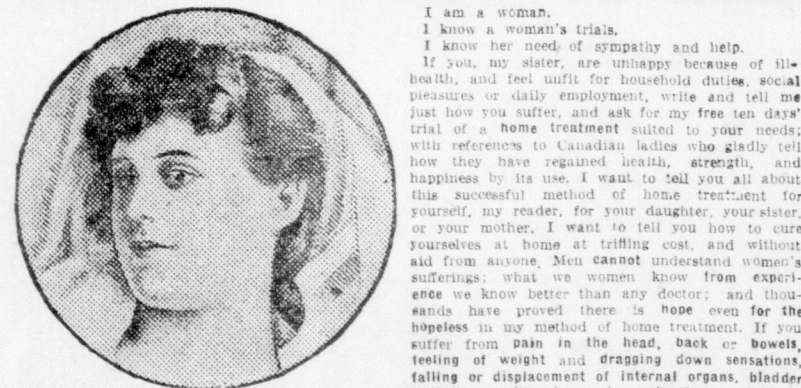 I am a woman.
I know a woman's trials.
I know her need of sympathy and help.
If you, my sister, are unhappy because of ill-
health, and feel unfit for household duties, social
pleasures or daily employment, write and tell me
just how you suffer, and ask for my free ten days'
trial of a home treatment suited to your needs;
with references to Canadian ladies who gladly tell
how they have regained health, strength, and
happiness by its use. I want to tell you all about
this successful method of home treatment for
yourself, my reader, for your daughter, your sister,
or your mother. I want to tell you how to cure
yourselves at home at trifling cost, and without
aid from anyone. Men cannot understand women's
sufferings; what we women know from experi-
ence we know better than any doctor; and thou-
sands have proved there is hope even for the
hopeless in my method of home treatment. If you
suffer from pain in the head, back or bowels,
feeling of weight and dragging down sensations,
falling or displacement of internal organs, bladder